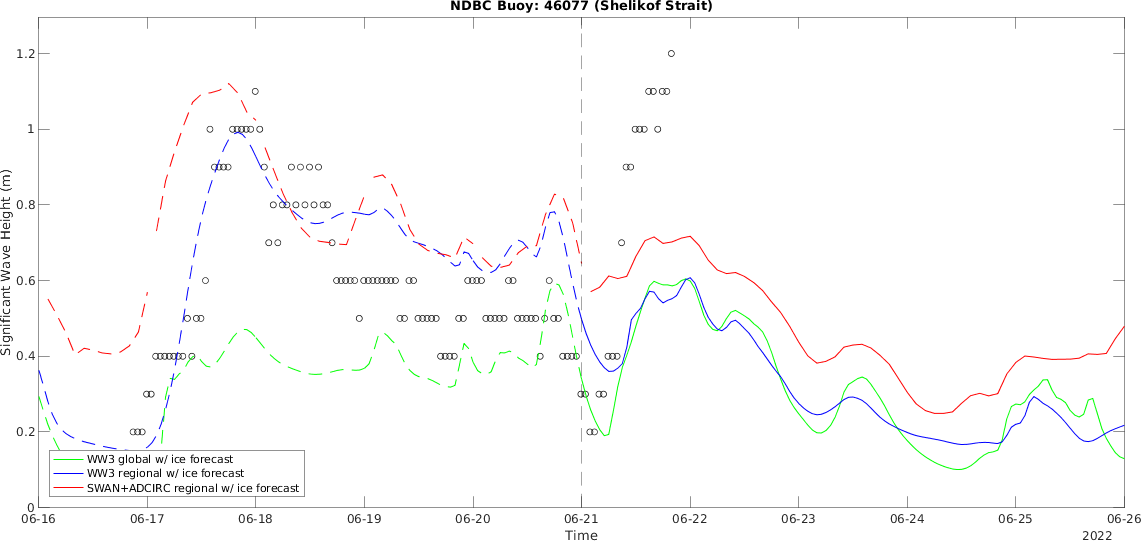 NDBC Buoy: 46077 (Shelikof Strait)
Significant Wave Height (m)
1.2
1
0.8
0.6
0.4
0.2
0
WW3 global w/ ice forecast
WW3 regional w/ ice forecast
SWAN+ADCIRC regional w/ ice forecast
06-16 06-17 06-18 06-19 06-20 06-21 06-22 06-23 06-24 06-25 06-26
Time
2022